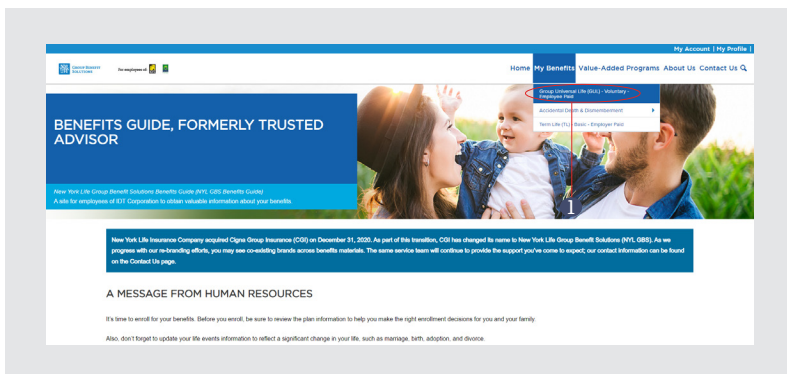 My Account | My Profile |
GROUP BENEFIT
SOLUTIONS
for employees of:
Home My Benefits Value-Added Programs About Us Contact Us
Group Universal Life (GUL) - Voluntary -
Employee Paid
Accidental Death & Dismemberment
Term Life (TL) - Basic - Employer Paid
BENEFITS GUIDE, FORMERLY TRUSTED
ADVISOR
1
New York Life Group Benefit Solutions Benefits Guide (NYL GBS Benefits Guide)
A site for employees of IDT Corporation to obtain valuable information about your benefits
New York Life Insurance Company acquired Cigna Group Insurance (CGI) on December 31, 2020. As part of this transition, CGI has changed its name to New York Life Group Benefit Solutions (NYL GBS). As we
progress with our re-branding efforts, you may see co-existing brands across benefits materials. The same service team will continue to provide the support you've come to expect; our contact information can be found
on the Contact Us page.
A MESSAGE FROM HUMAN RESOURCES
It's time to enroll for your benefits. Before you enroll, be sure to review the plan information to help you make the right enrollment decisions for you and your family.
Also, don't forget to update your life events information to reflect a significant change in your life, such as marriage, birth, adoption, and divorce.